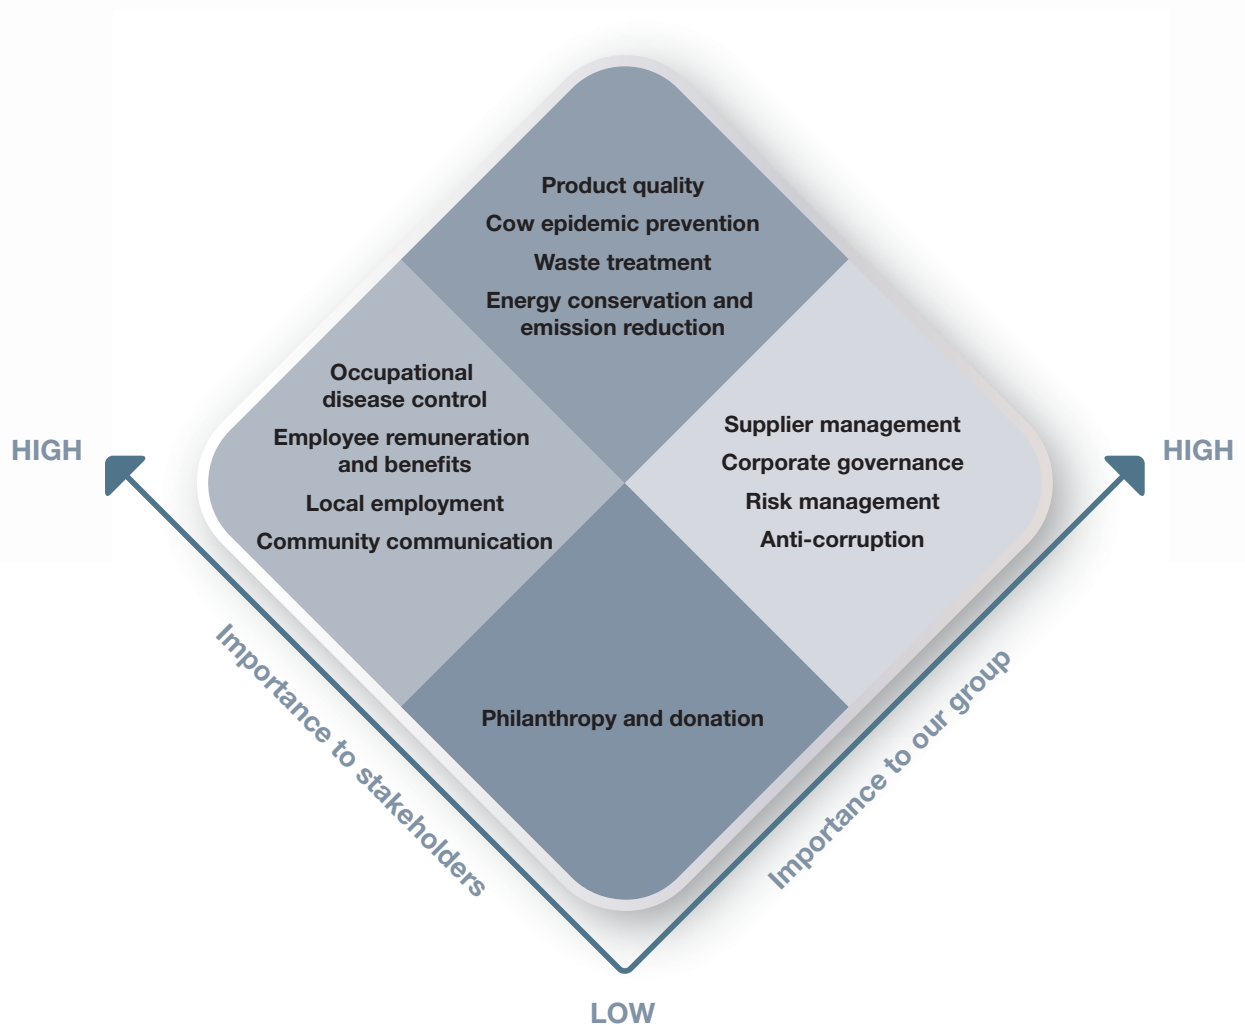 Product quality
Cow epidemic prevention
Waste treatment
Energy conservation and
emission reduction
Occupational
disease control
Employee remuneration
and benefits
Local employment
Community communication
Supplier management
Corporate governance
Risk management
Anti-corruption
Philanthropy and donation
HIGH
HIGH
Importance to stakeholders
Importance to our group
LOW